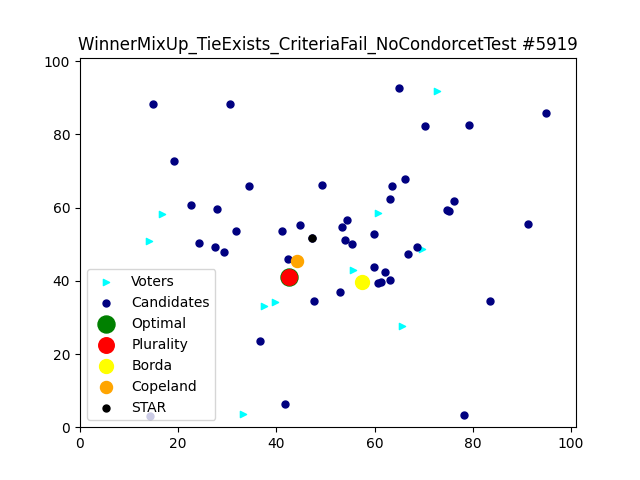 WinnerMixUp_TieExists_CriteriaFail_NoCondorcetTest #5919
100
80
60
40
20
0
Voters
Candidates
Optimal
Plurality
Borda
Copeland
STAR
0 20 40 60 80 100